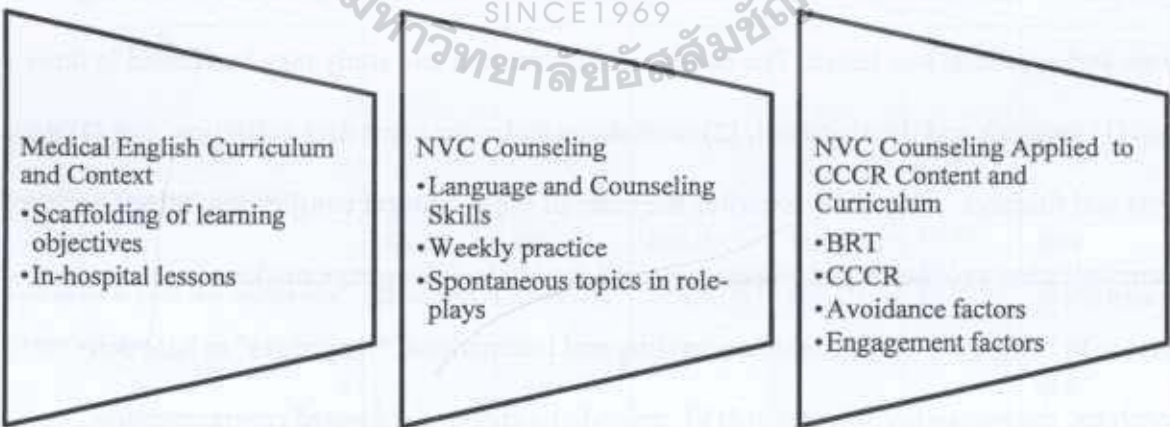 SINCE 1969
Medical English Curriculum
and Context
•Scaffolding of learning
objectives
•In-hospital lessons
NVC Counseling
•Language and Counseling
Skills
•Weekly practice
•Spontaneous topics in role-
plays
NVC Counseling Applied to
CCCR Content and
Curriculum
•BRT
•CCCR
•Avoidance factors
•Engagement factors